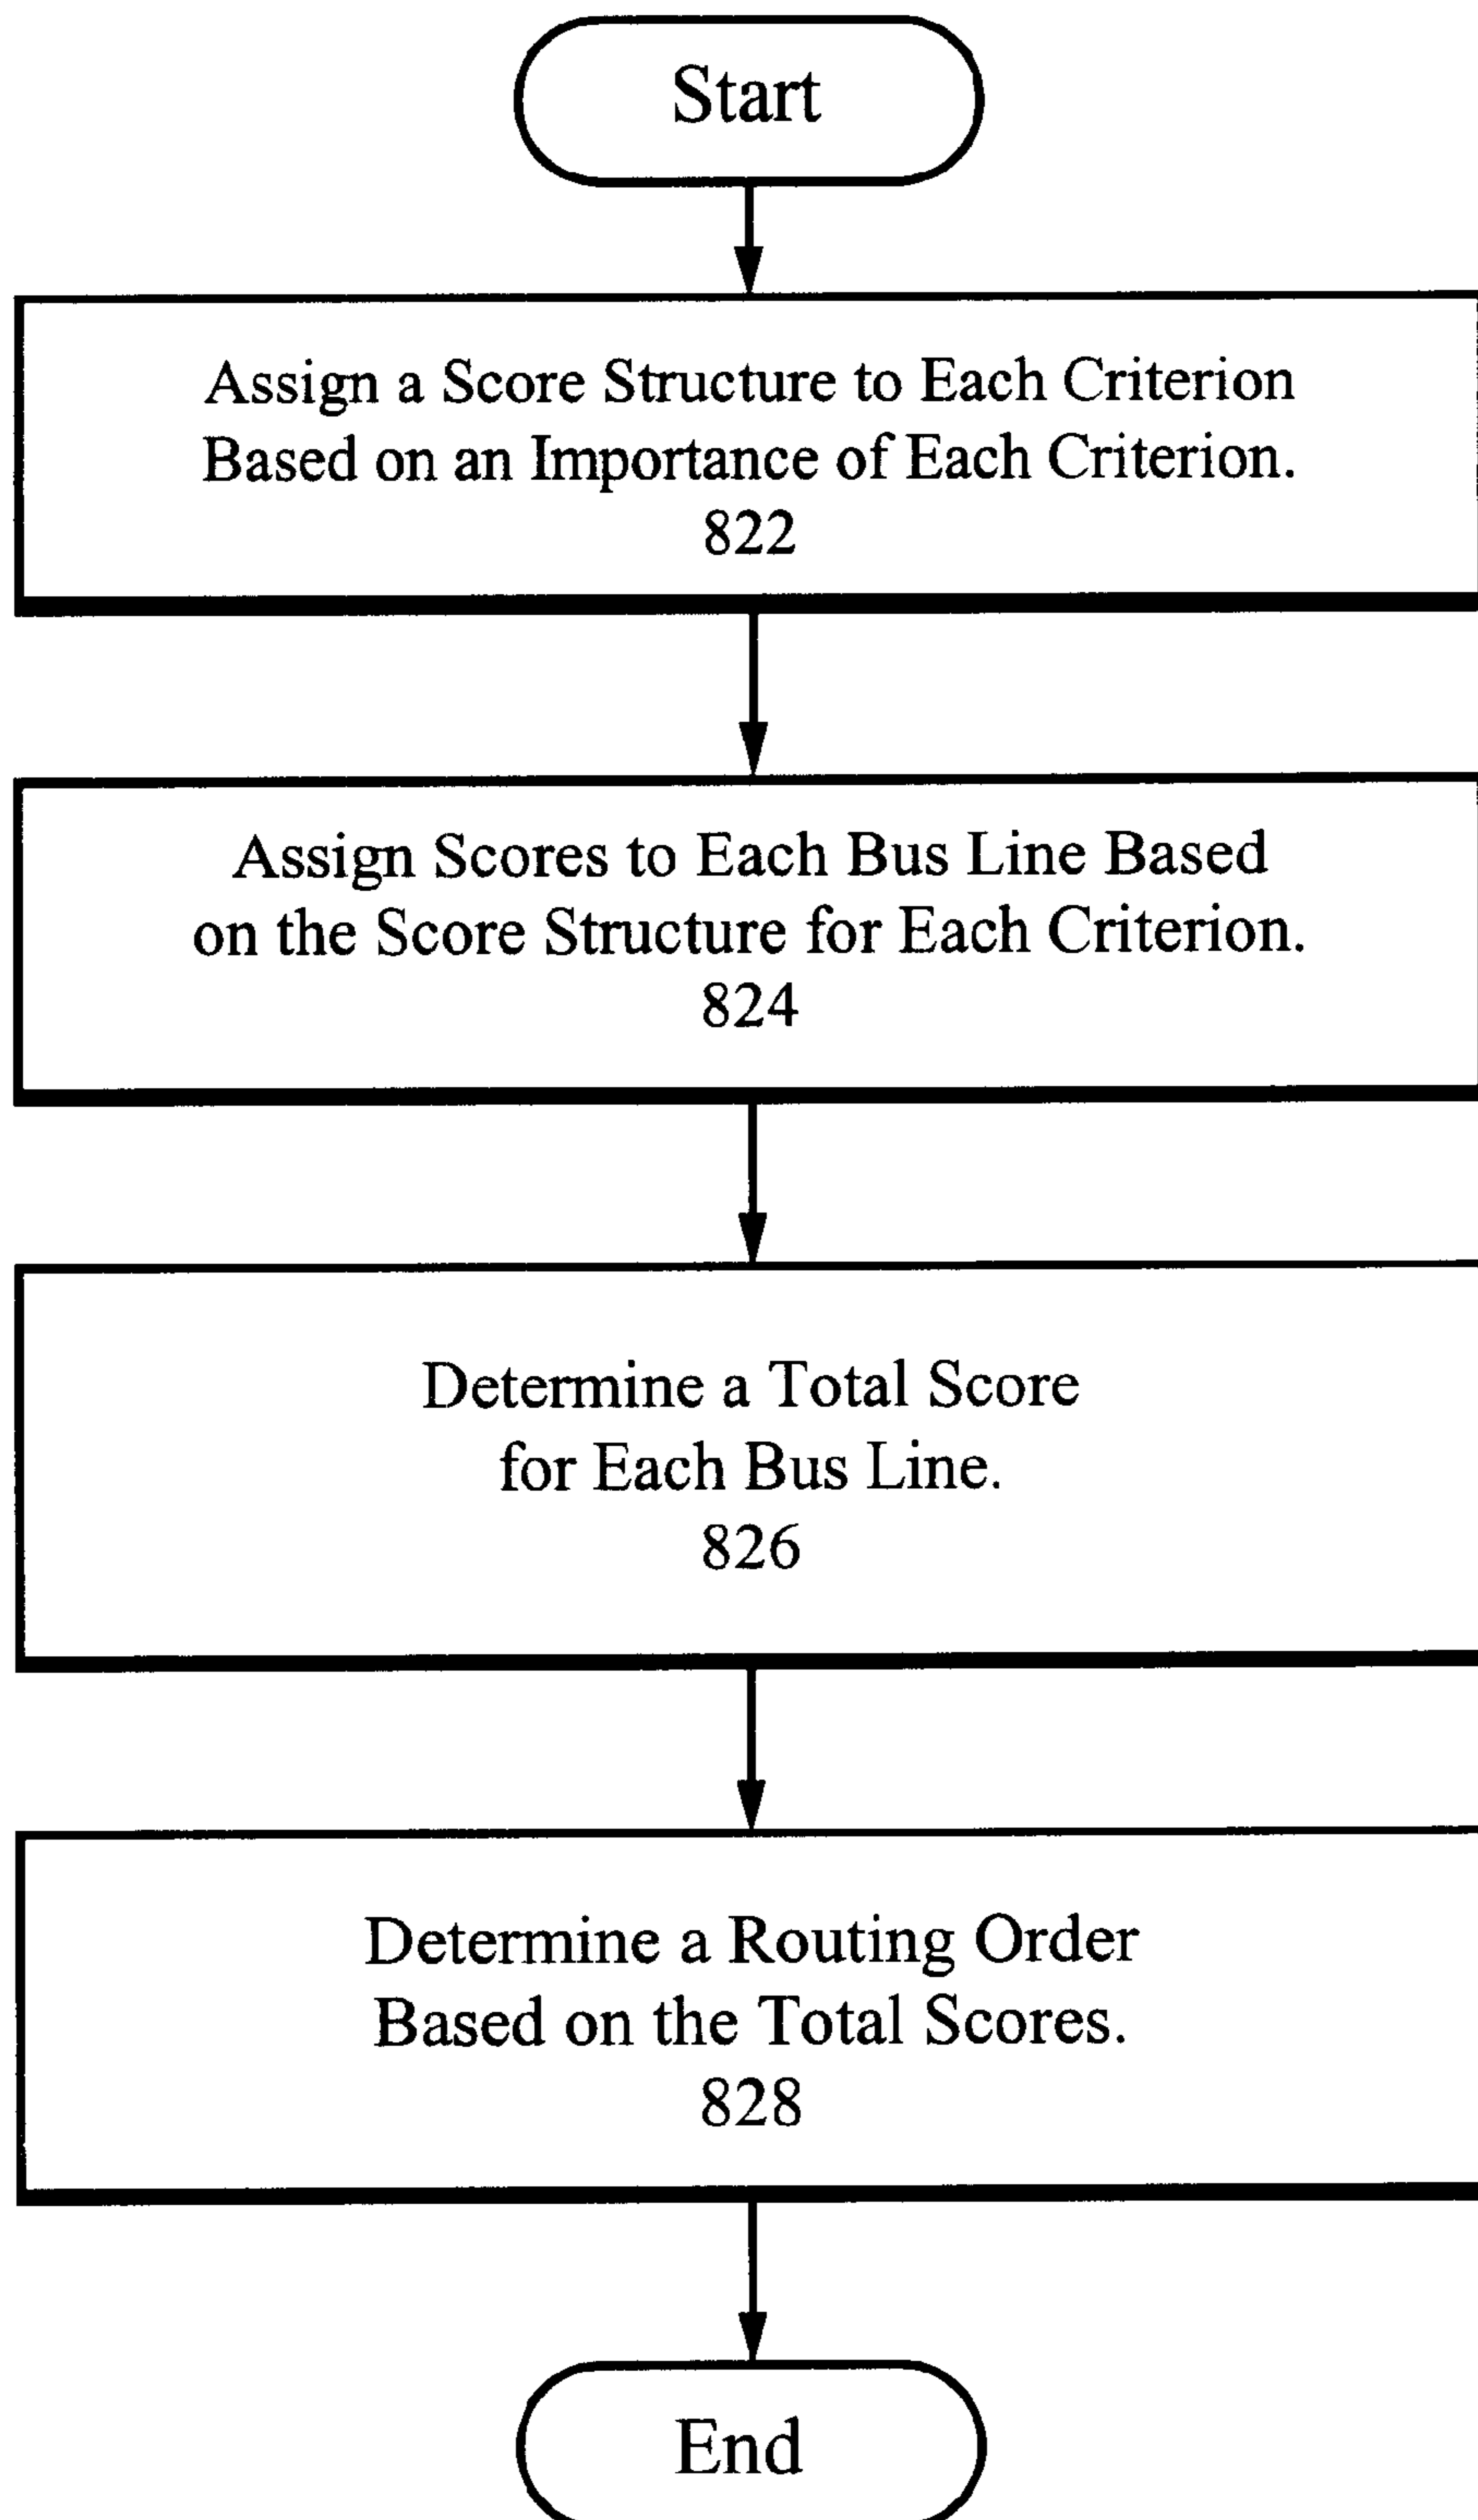 Start
Assign a Score Structure to Each Criterion
Based on an Importance of Each Criterion.
822
Assign Scores to Each Bus Line Based
on the Score Structure for Each Criterion.
824
Determine a Total Score
for Each Bus Line.
826
Determine a Routing Order
Based on the Total Scores.
828
End